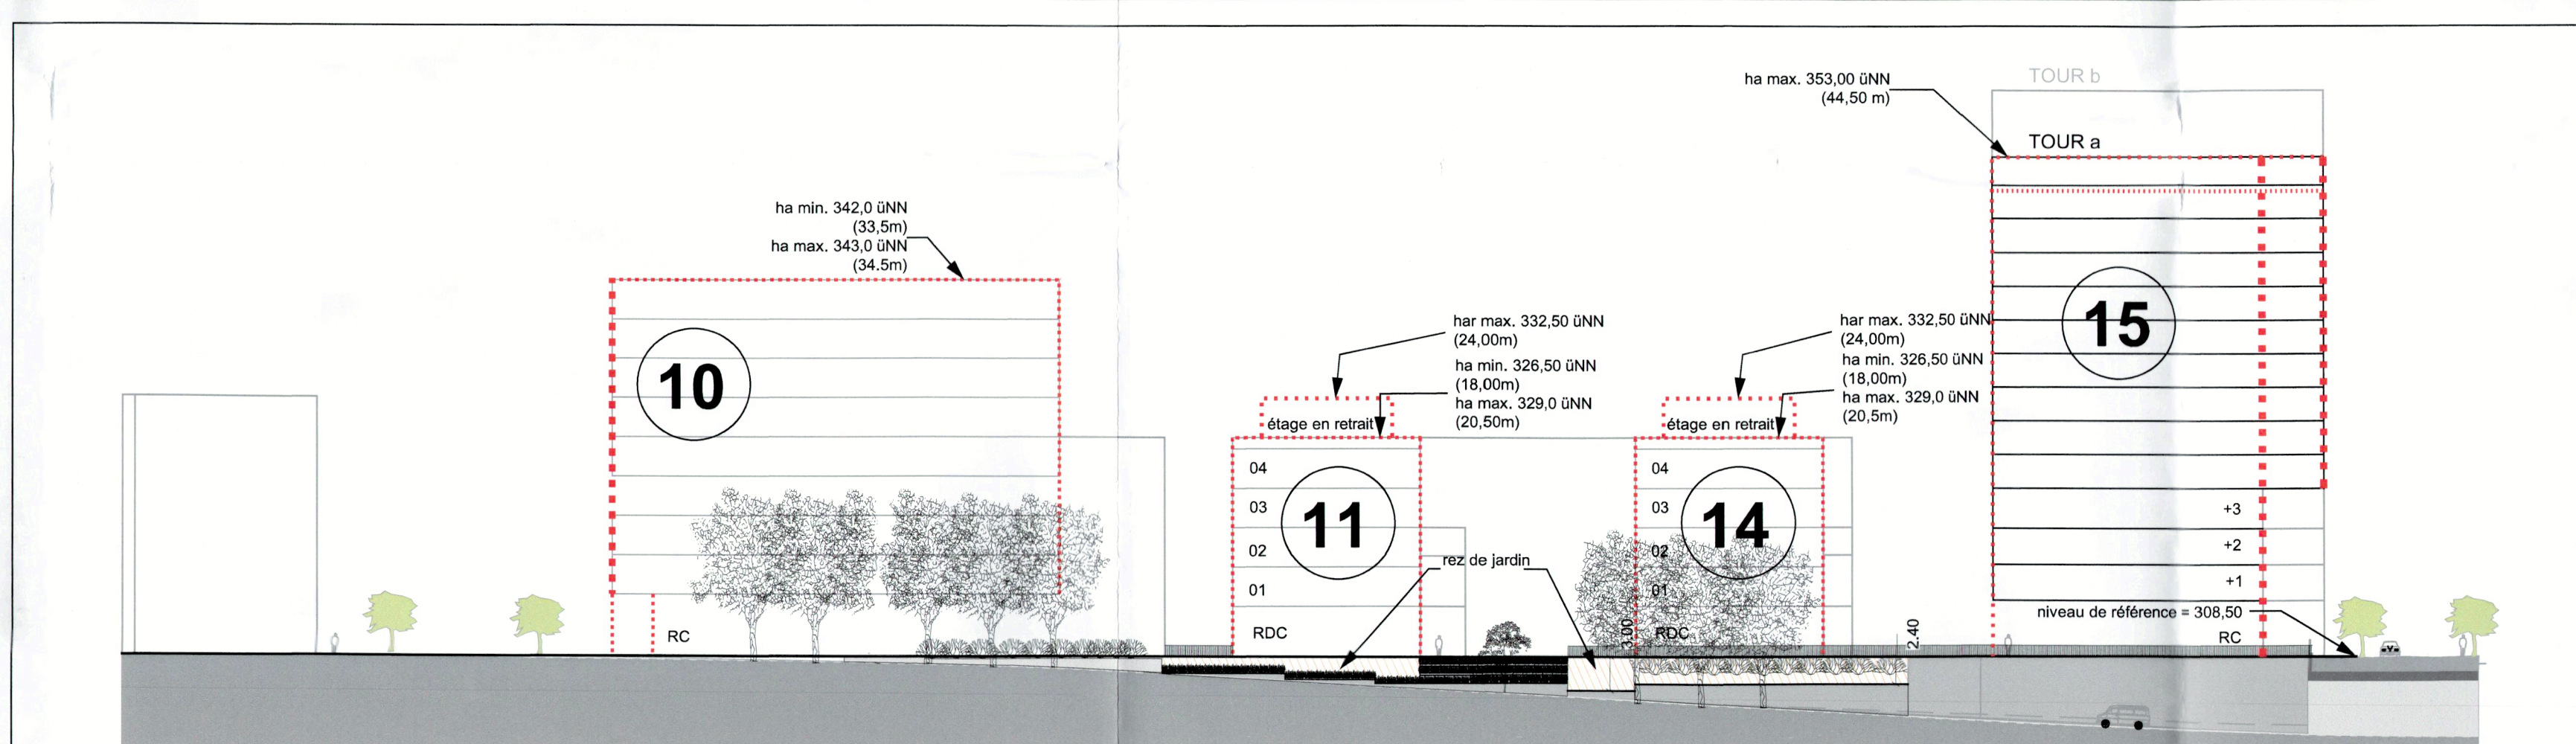 ha min. 342,0 üNN
(33,5m)
ha max. 343,0 üNN
(34.5m)
10
RC
har max. 332,50 üNN
(24,00m)
ha min. 326,50 üNN
(18,00m)
ha max. 329,0 üNN
(20,50m)
étage en retrait
04
03
02
01
RDC
11
rez de jardin
har max. 332,50 üNN
(24,00m)
ha min. 326,50 üNN
(18,00m)
ha max. 329,0 üNN
(20,5m)
étage en retrait
04
03
02
01
RDC
14
3.00
2.40
ha max. 353,00 üNN
(44,50 m)
TOUR b
TOUR a
15
+3
+2
+1
niveau de référence = 308,50
RC